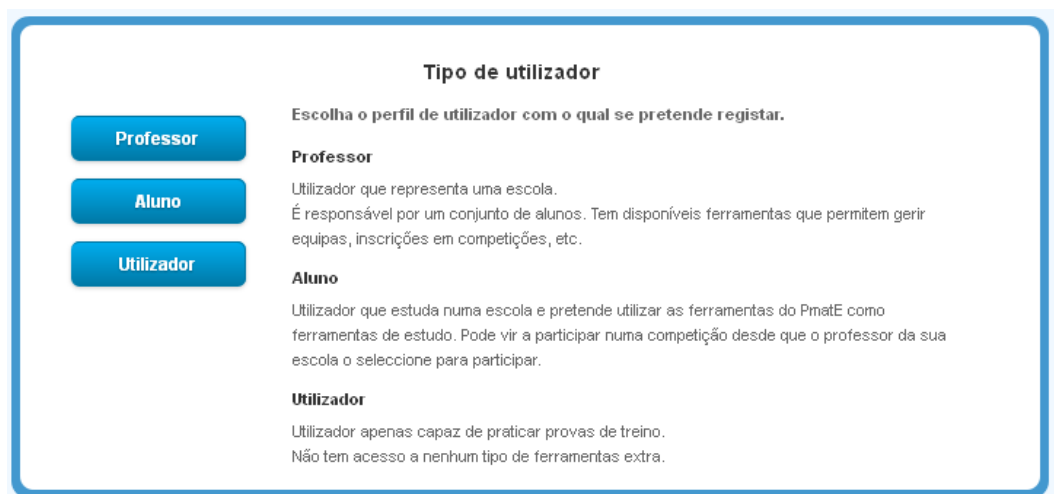 Tipo de utilizador
Professor
Aluno
Utilizador
Escolha o perfil de utilizador com o qual se pretende registar.
Professor
Utilizador que representa uma escola.
É responsável por um conjunto de alunos. Tem disponíveis ferramentas que permitem gerir
equipas, inscrições em competições, etc.
Aluno
Utilizador que estuda numa escola e pretende utilizar as ferramentas do PmatE como
ferramentas de estudo. Pode vir a participar numa competição desde que o professor da sua
escola o seleccione para participar.
Utilizador
Utilizador apenas capaz de praticar provas de treino.
Não tem acesso a nenhum tipo de ferramentas extra.